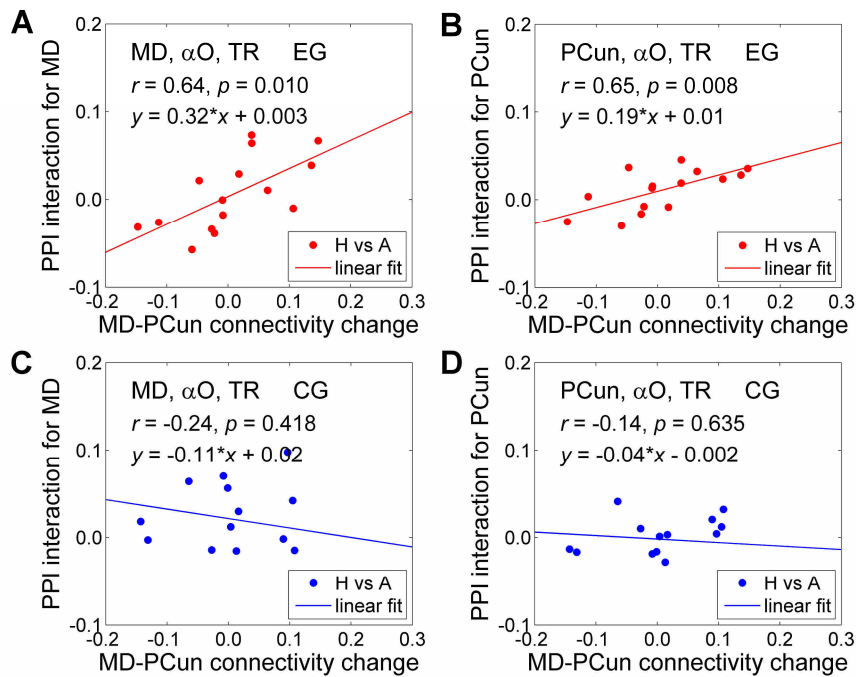 A
MD, αO, TR EG
r = 0.64, p = 0.010
y = 0.32*x + 0.003
PPI interaction for MD
0.2
0.1
0.0
-0.1
H vs A
linear fit
-0.2 -0.1 0.0 0.1 0.2 0.3
MD-PCun connectivity change
B
PCun, αO, TR EG
r = 0.65, p = 0.008
y = 0.19*x + 0.01
PPI interaction for PCun
0.2
0.1
0.0
-0.1
H vs A
linear fit
-0.2 -0.1 0.0 0.1 0.2 0.3
MD-PCun connectivity change
C
MD, αO, TR CG
r = -0.24, p = 0.418
y = -0.11*x + 0.02
PPI interaction for MD
0.2
0.1
0.0
-0.1
H vs A
linear fit
-0.2 -0.1 0.0 0.1 0.2 0.3
MD-PCun connectivity change
D
PCun, αO, TR CG
r = -0.14, p = 0.635
y = -0.04*x - 0.002
PPI interaction for PCun
0.2
0.1
0.0
-0.1
H vs A
linear fit
-0.2 -0.1 0.0 0.1 0.2 0.3
MD-PCun connectivity change